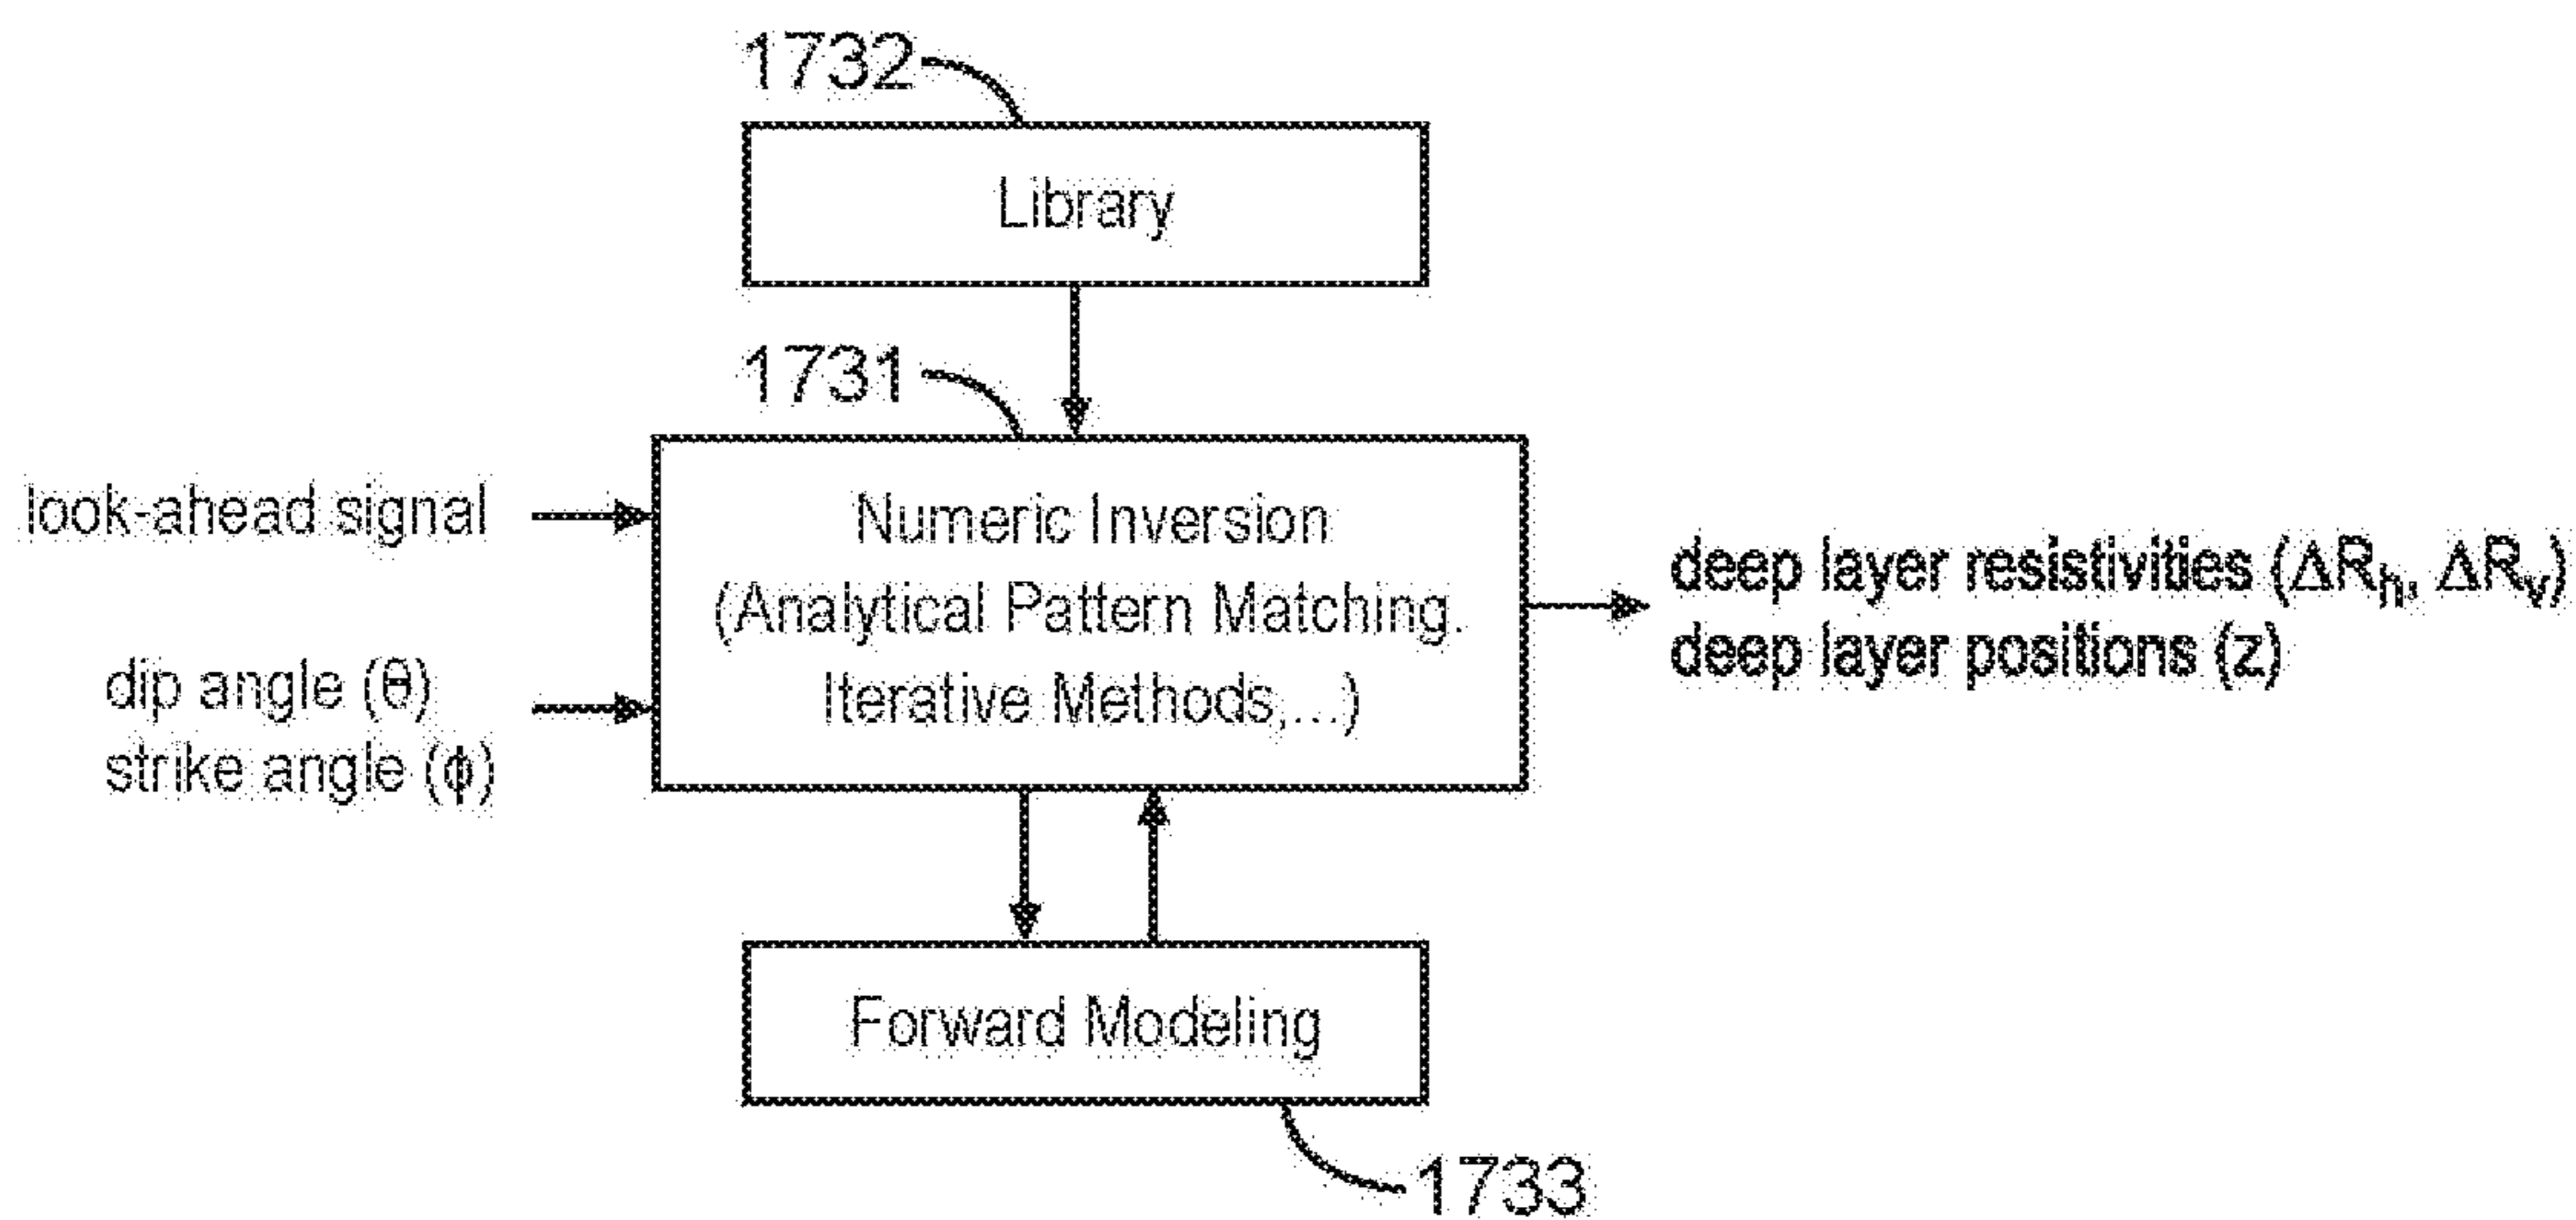 1732
Library
1731
look-ahead signal
dip angle (θ)
strike angle (ϕ)
Numeric Inversion
(Analytical Pattern Matching.
Iterative Methods,...)
deep layer resistivities (ΔRh, ΔRv)
deep layer positions (z)
Forward Modeling
1733